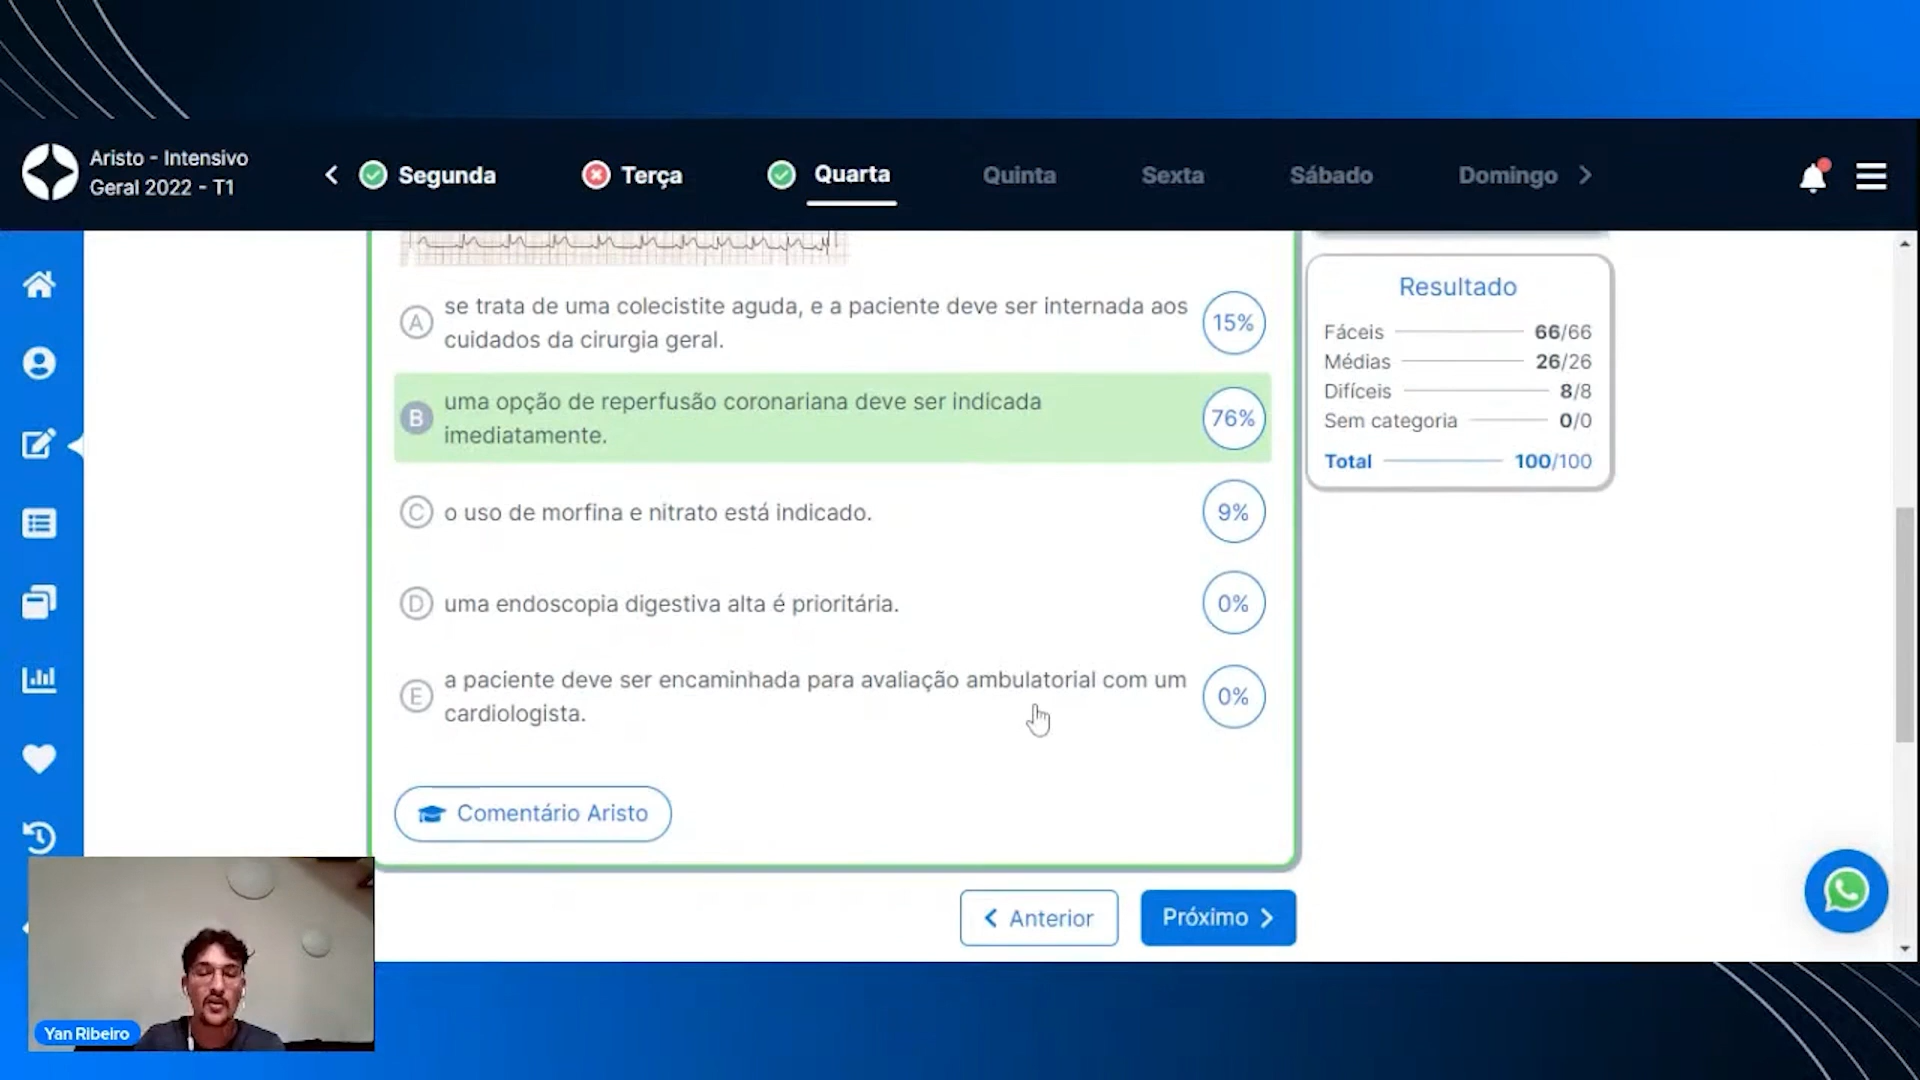 Aristo - Intensivo
Geral 2022 - T1
Segunda
Terça
Quarta
Quinta
Sexta
Sábado
Domingo
A se trata de uma colecistite aguda, e a paciente deve ser internada aos
cuidados da cirurgia geral.
15%
B uma opção de reperfusão coronariana deve ser indicada
imediatamente.
76%
C o uso de morfina e nitrato está indicado.
9%
D uma endoscopia digestiva alta é prioritária.
0%
E a paciente deve ser encaminhada para avaliação ambulatorial com um
cardiologista.
0%
Comentário Aristo
Anterior
Próximo
Resultado
Fáceis 66/66
Médias 26/26
Difíceis 8/8
Sem categoria 0/0
Total 100/100
Yan Ribeiro